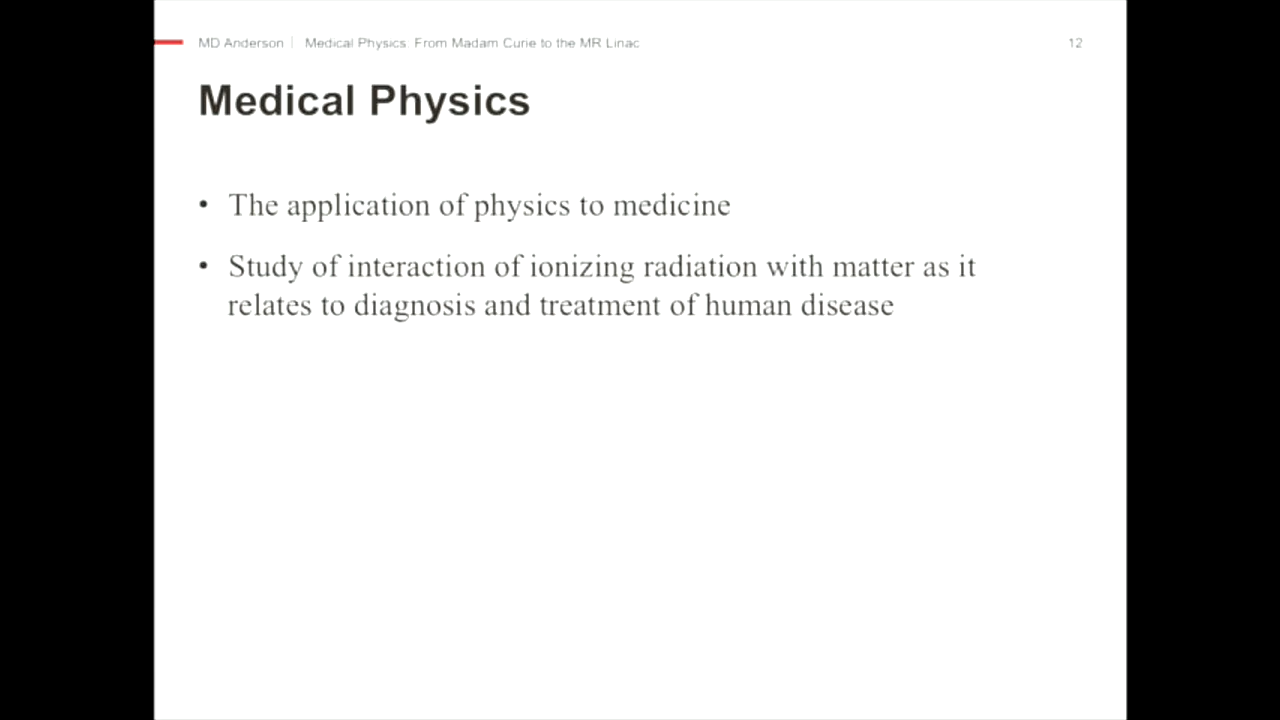 MD Anderson | Medical Physics: From Madam Curie to the MR Linac 12
Medical Physics
• The application of physics to medicine
• Study of interaction of ionizing radiation with matter as it
relates to diagnosis and treatment of human disease